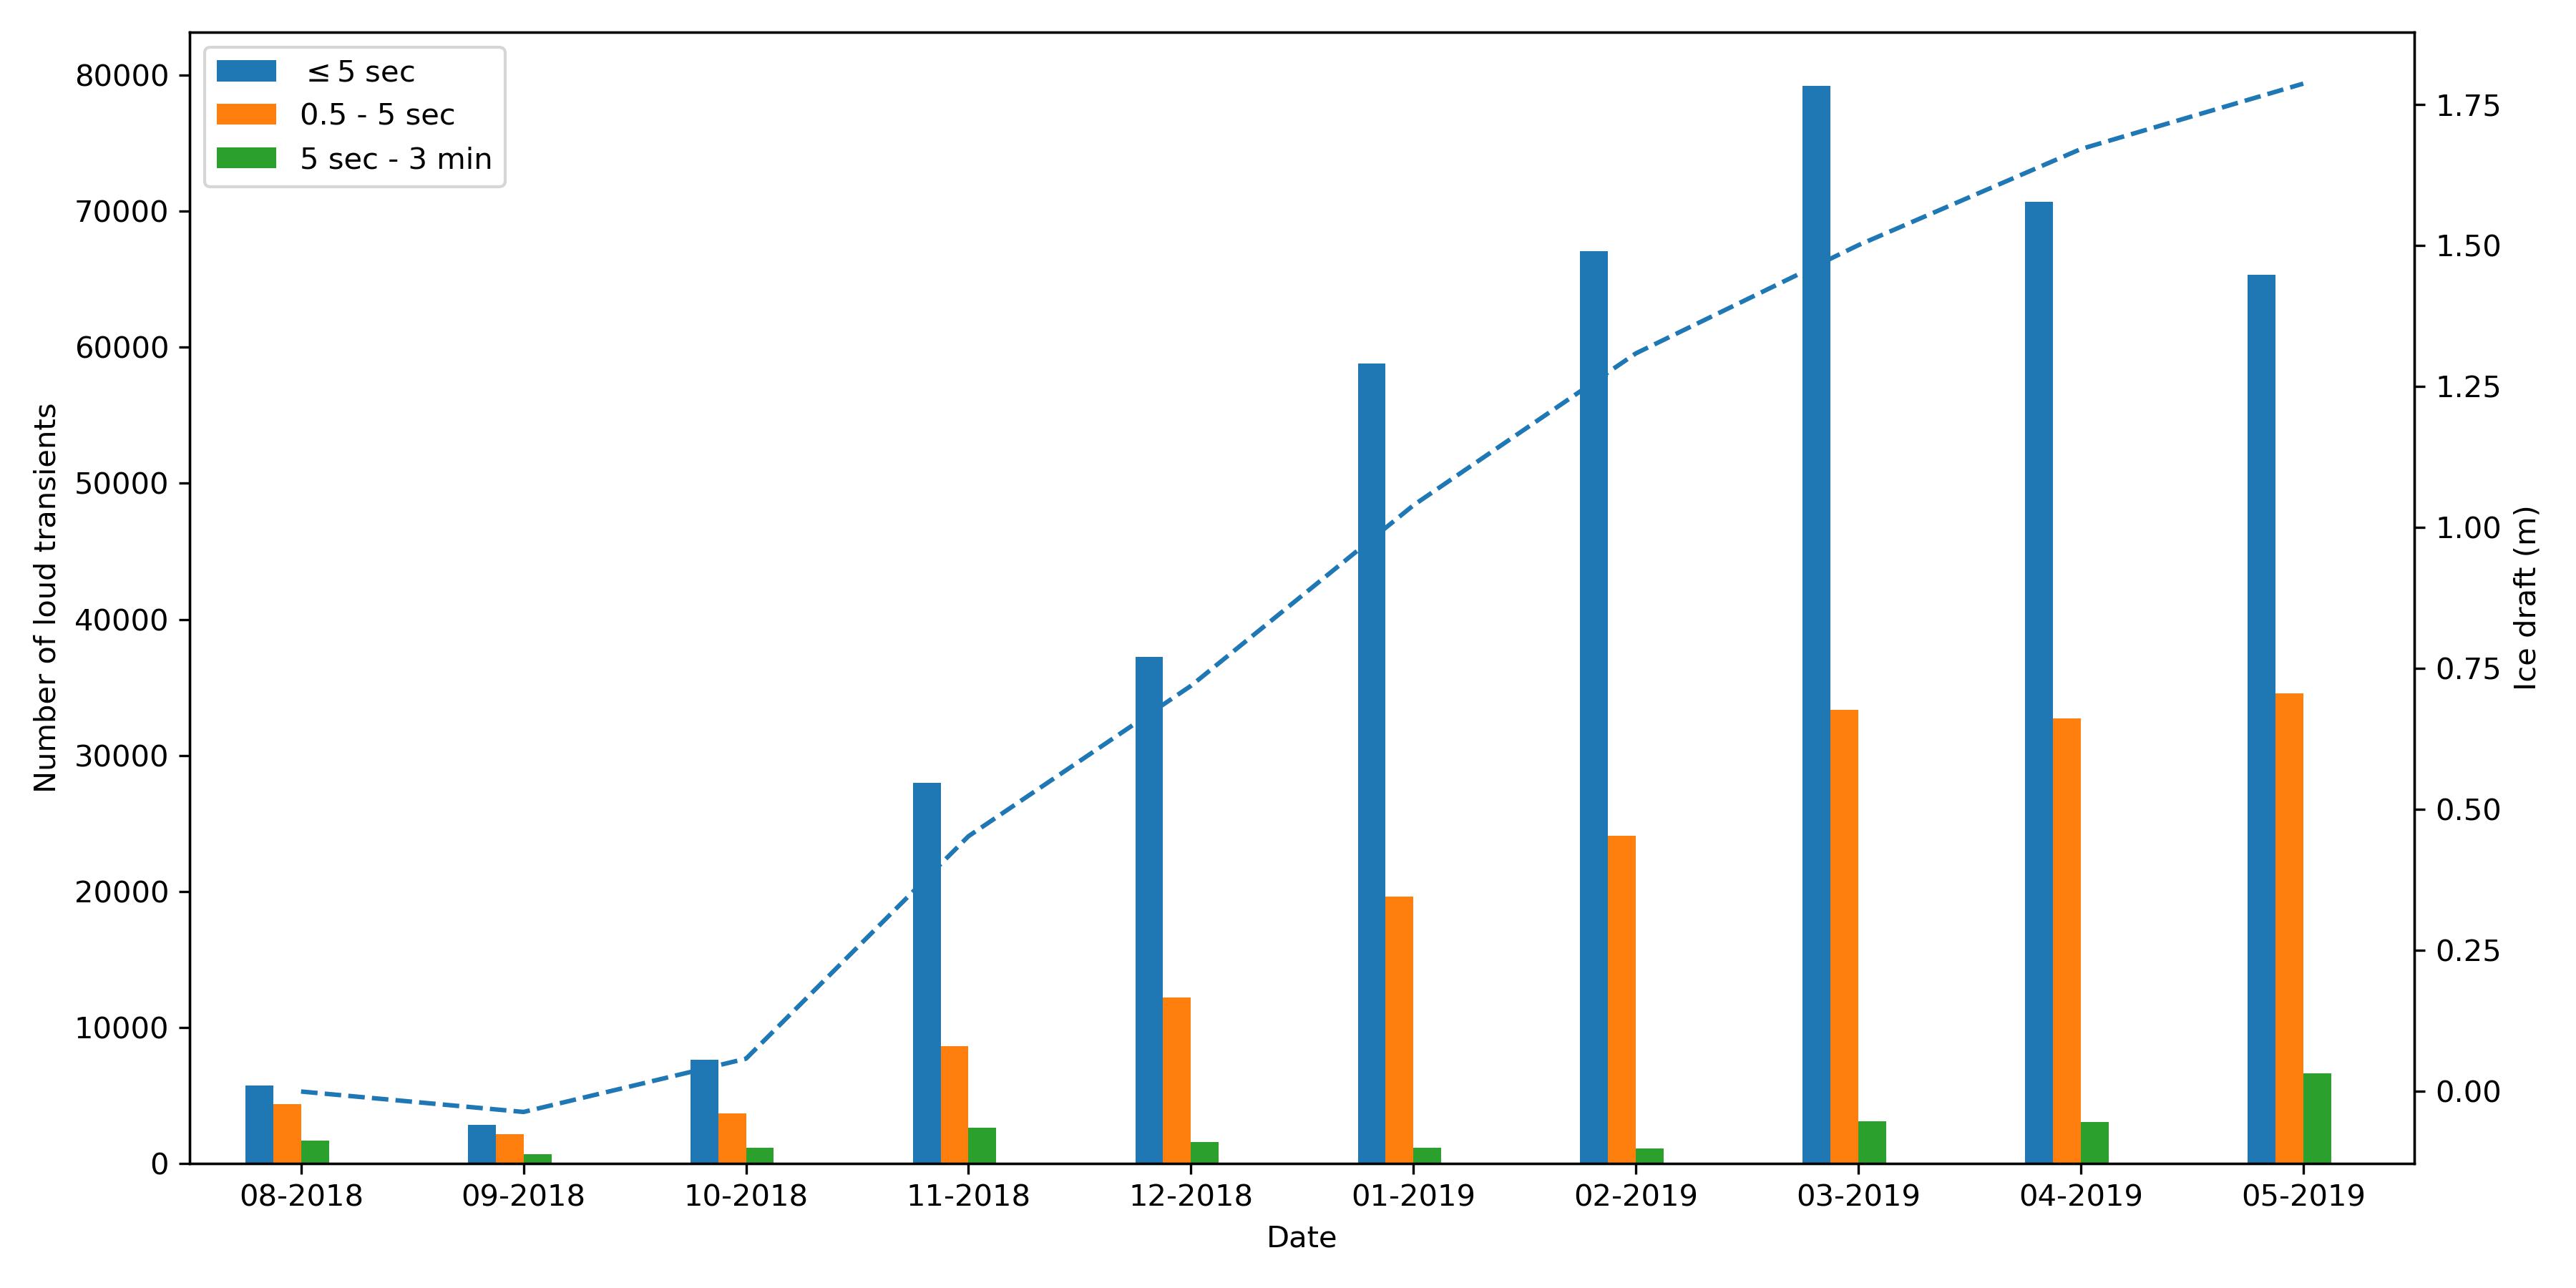 ≤5 sec
0.5 - 5 sec
5 sec - 3 min
80000
70000
60000
50000
40000
30000
20000
10000
0
Number of loud transients
1.75
1.50
1.25
1.00
0.75
0.50
0.25
0.00
Ice draft (m)
08-2018 09-2018 10-2018 11-2018 12-2018 01-2019 02-2019 03-2019 04-2019 05-2019
Date